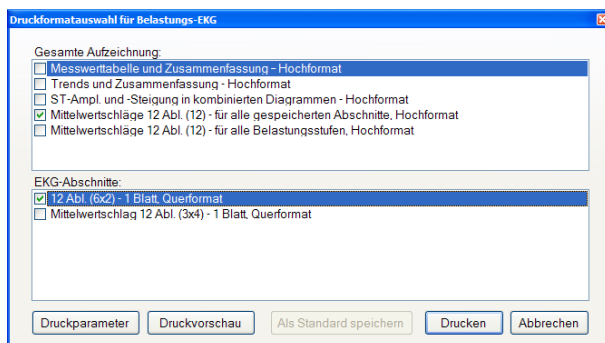 Druckformatauswahl für Belastungs-EKG
Gesamte Aufzeichnung:
Messwerttabelle und Zusammenfassung – Hochformat
Trends und Zusammenfassung - Hochformat
ST-Ampl. und -Steigung in kombinierten Diagrammen - Hochformat
Mittelwertschläge 12 Abl. (12) - für alle gespeicherten Abschnitte, Hochformat
Mittelwertschläge 12 Abl. (12) - für alle Belastungsstufen, Hochformat
EKG-Abschnitte:
12 Abl. (6x2) - 1 Blatt, Querformat
Mittelwertschlag 12 Abl. (3x4) - 1 Blatt, Querformat
Druckparameter Druckvorschau Als Standard speichern Drucken Abbrechen